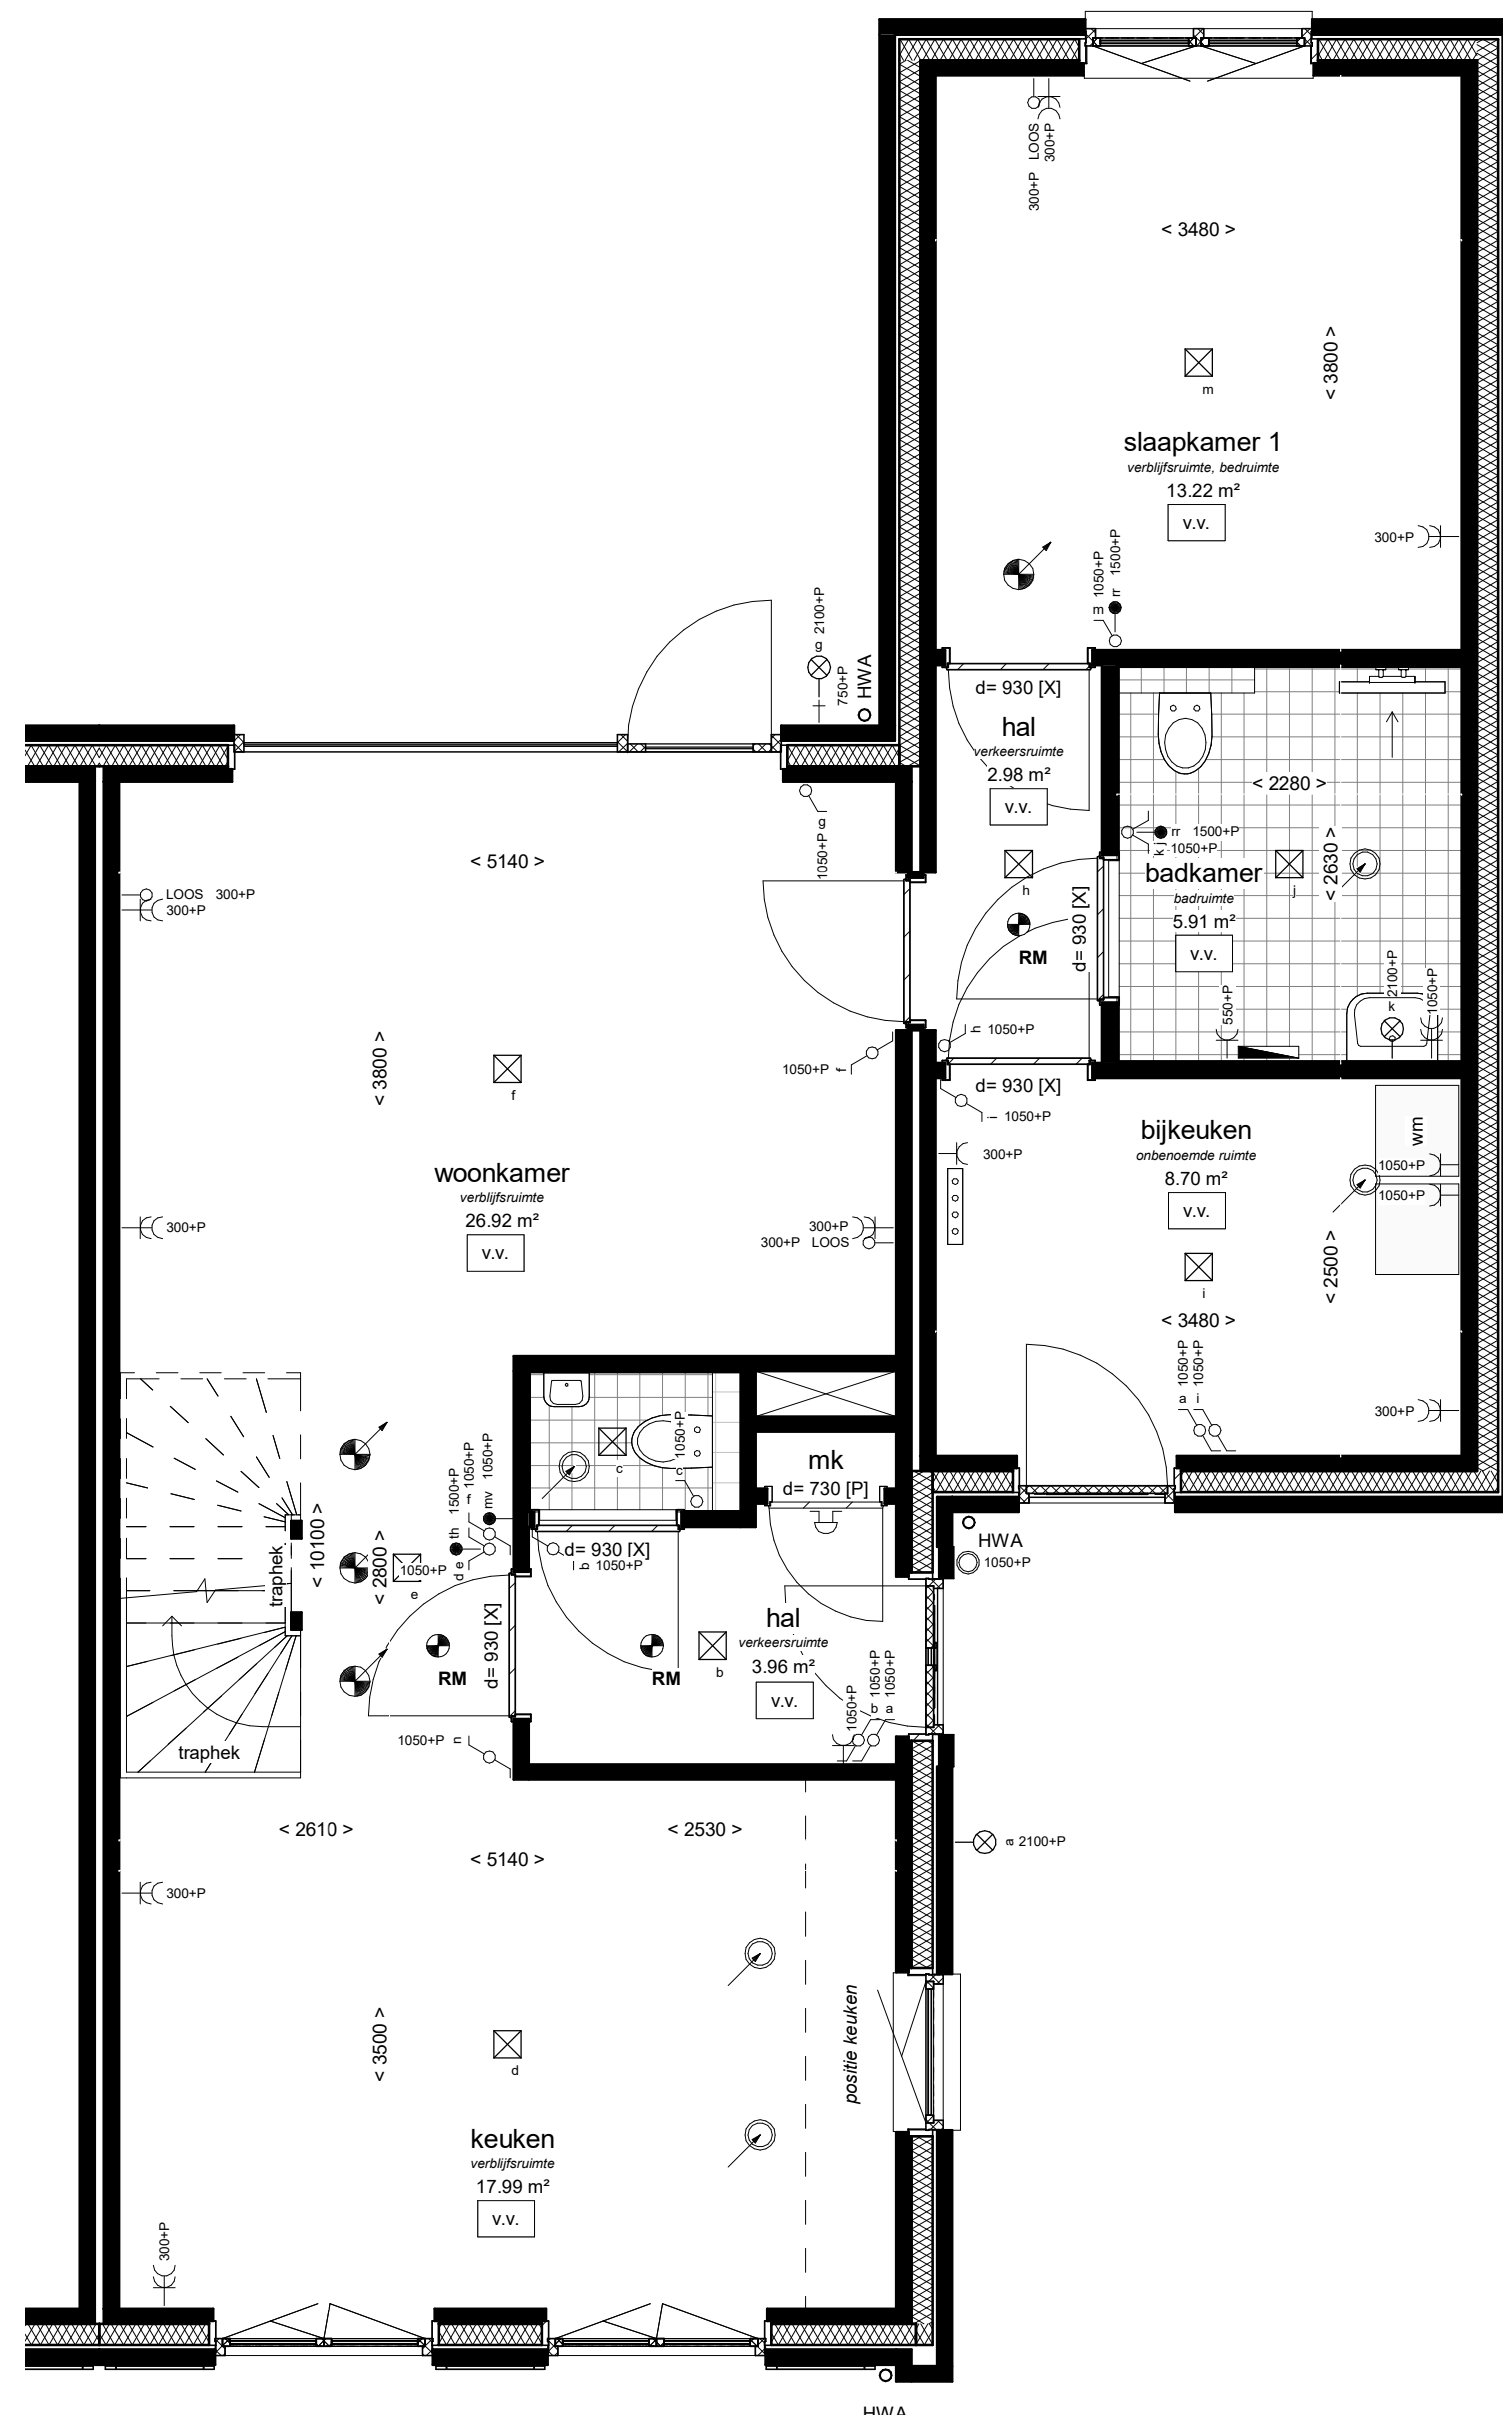 300+P LOOS
300+P
< 3480 >
< 3800 >
m
slaapkamer 1
verblijfsruimte, bedruimte
13.22 m²
v.v.
300+P
m 1050+P
rr 1500+P
g 2100+P
750+P
HWA
d= 930 [X]
hal
verkeersruimte
2.98 m²
v.v.
< 2280 >
rr 1500+P
k j 1050+P
< 2630 >
badkamer
badruimte
5.91 m²
v.v.
j
h
RM
d= 930 [X]
550+P
k 2100+P
1050+P
h 1050+P
< 5140 >
1050+P g
LOOS 300+P
300+P
< 3800 >
f
1050+P f
woonkamer
verblijfsruimte
26.92 m²
v.v.
300+P
300+P
300+P LOOS
d= 930 [X]
i 1050+P
300+P
bijkeuken
onbenoemde ruimte
8.70 m²
v.v.
wm
1050+P
1050+P
< 2500 >
i
< 3480 >
a 1050+P
i 1050+P
300+P
1050+P
c
c
mk
d= 730 [P]
th 1500+P
f 1050+P
mv 1050+P
d e
1050+P
e
< 10100 >
< 2800 >
traphek
traphek
d= 930 [X]
b 1050+P
HWA
1050+P
d= 930 [X]
RM
RM
b
hal
verkeersruimte
3.96 m²
v.v.
1050+P
b 1050+P
a 1050+P
1050+P n
< 2610 >
< 2530 >
< 5140 >
a 2100+P
300+P
< 3500 >
d
positie keuken
keuken
verblijfsruimte
17.99 m²
v.v.
300+P
HWA